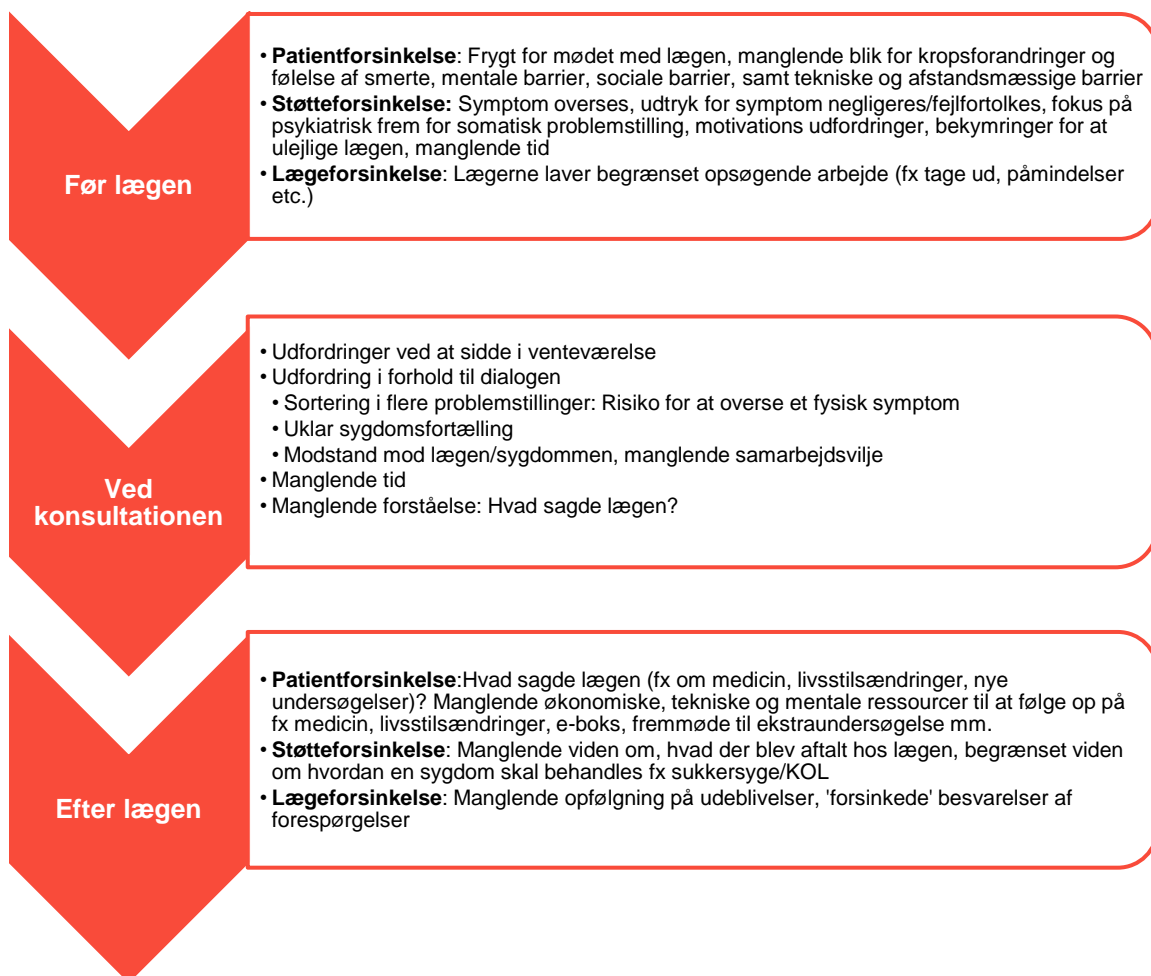 Før lægen
• Patientforsinkelse: Frygt for mødet med lægen, manglende blik for kropsforandringer og
følelse af smerte, mentale barrier, sociale barrier, samt tekniske og afstandsmæssige barrier
• Støtteforsinkelse: Symptom overses, udtryk for symptom negligeres/fejlfortolkes, fokus på
psykiatrisk frem for somatisk problemstilling, motivations udfordringer, bekymringer for at
ulejlige lægen, manglende tid
• Lægeforsinkelse: Lægerne laver begrænset opsøgende arbejde (fx tage ud, påmindelser
etc.)
Ved
konsultationen
• Udfordringer ved at sidde i venteværelse
• Udfordring i forhold til dialogen
• Sortering i flere problemstillinger: Risiko for at overse et fysisk symptom
• Uklar sygdomsfortælling
• Modstand mod lægen/sygdommen, manglende samarbejdsvilje
• Manglende tid
• Manglende forståelse: Hvad sagde lægen?
Efter lægen
• Patientforsinkelse:Hvad sagde lægen (fx om medicin, livsstilsændringer, nye
undersøgelser)? Manglende økonomiske, tekniske og mentale ressourcer til at følge op på
fx medicin, livsstilsændringer, e-boks, fremmøde til ekstraundersøgelse mm.
• Støtteforsinkelse: Manglende viden om, hvad der blev aftalt hos lægen, begrænset viden
om hvordan en sygdom skal behandles fx sukkersyge/KOL
• Lægeforsinkelse: Manglende opfølgning på udeblivelser, 'forsinkede' besvarelser af
forespørgelser